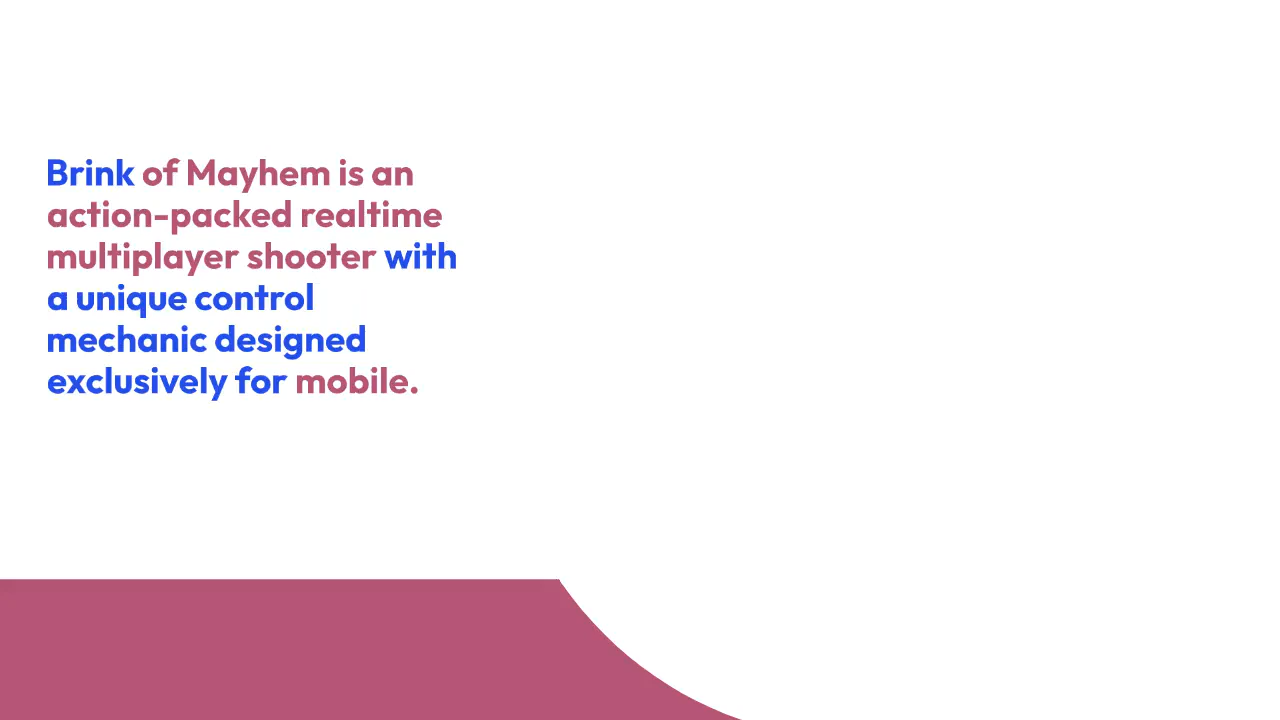 Brink of Mayhem is an
action-packed realtime
multiplayer shooter with
a unique control
mechanic designed
exclusively for mobile.